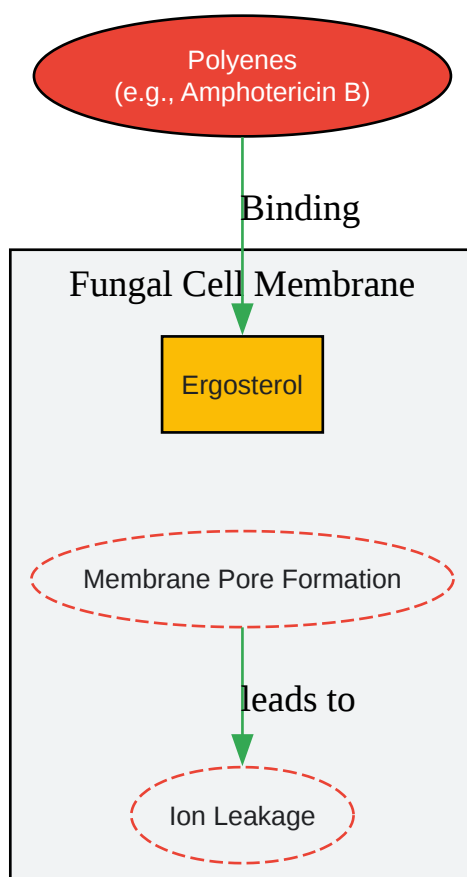 Polyenes
(e.g., Amphotericin B)
Binding
Fungal Cell Membrane
Ergosterol
Membrane Pore Formation
leads to
Ion Leakage